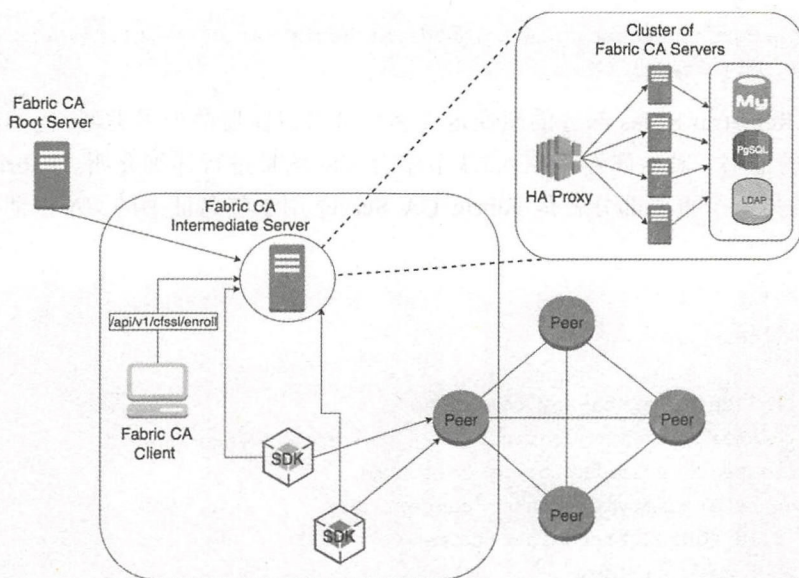 Cluster of
Fabric CA Servers
My
PgSQL
LDAP
HA Proxy
Fabric CA
Root Server
Fabric CA
Intermediate Server
/api/v1/cfssl/enroll
Fabric CA
Client
SDK
SDK
Peer
Peer
Peer
Peer